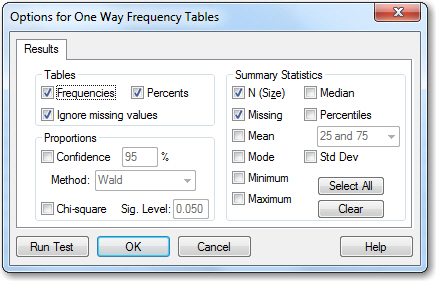 Options for One Way Frequency Tables
Results
Tables
Frequencies Percents
Ignore missing values
Proportions
Confidence 95 %
Method: Wald
Chi-square Sig. Level: 0.050
Summary Statistics
N (Size) Median
Missing Percentiles
Mean 25 and 75
Mode Std Dev
Minimum Select All
Maximum Clear
Run Test OK Cancel Help